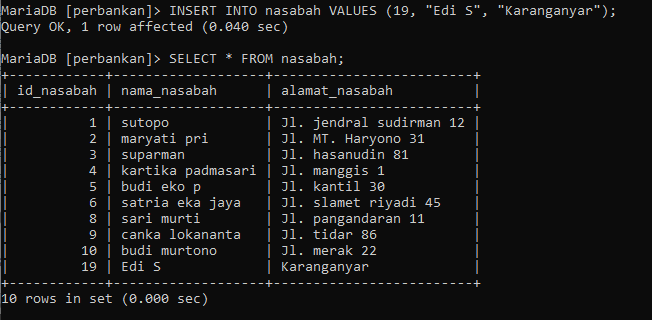 MariaDB [perbankan]> INSERT INTO nasabah VALUES (19, "Edi S", "Karanganyar");
Query OK, 1 row affected (0.040 sec)

MariaDB [perbankan]> SELECT * FROM nasabah;
+------------+------------------+-------------------------+
| id_nasabah | nama_nasabah     | alamat_nasabah          |
+------------+------------------+-------------------------+
|          1 | sutopo           | Jl. jendral sudirman 12 |
|          2 | maryati pri      | Jl. MT. Haryono 31      |
|          3 | suparman         | Jl. hasanudin 81        |
|          4 | kartika padmasari | Jl. manggis 1           |
|          5 | budi eko p       | Jl. kantil 30           |
|          6 | satria eka jaya  | Jl. slamet riyadi 45    |
|          8 | sari murti       | Jl. pangandaran 11      |
|          9 | canka lokananta  | Jl. tidar 86            |
|         10 | budi murtono     | Jl. merak 22            |
|         19 | Edi S            | Karanganyar             |
+------------+------------------+-------------------------+
10 rows in set (0.000 sec)